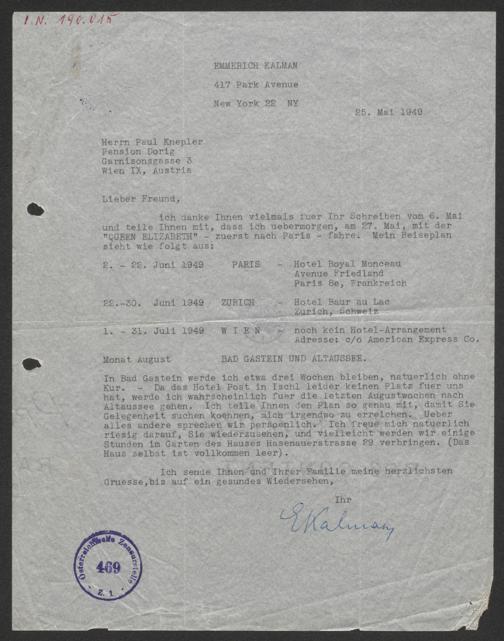 I.N. 190.015
EMMERICH KALMAN
417 Park Avenue
New York 22 NY
25. Mai 1949
Herrn Paul Knepler
Pension Dorig
Garnisonsgasse 3
Wien IX, Austria
Lieber Freund,
ich danke Ihnen vielmals fuer Ihr Schreiben vom 6. Mai
und teile Ihnen mit, dass ich uebermorgen, am 27. Mai, mit der
"QUEEN ELIZABETH" - zuerst nach Paris - fahre. Mein Reiseplan
sieht wie folgt aus:
2. - 22. Juni 1949 PARIS - Hotel Royal Monceau
Avenue Friedland
Paris 8e, Frankreich
22.-30. Juni 1949 ZURICH - Hotel Baur au Lac
Zurich, Schweiz
1. - 31. Juli 1949 W I E N - noch kein Hotel-Arrangement
Adresse: c/o American Express Co.
Monat August BAD GASTEIN UND ALTAUSSEE.
In Bad Gastein werde ich etwa drei Wochen bleiben, natuerlich ohne
Kur. - Da das Hotel Post in Ischl leider keinen Platz fuer uns
hat, werde ich wahrscheinlich fuer die letzten Augustwochen nach
Altaussee gehen. Ich teile Ihnen den Plan so genau mit, damit Sie
Gelegenheit suchen koennen, mich irgendwo zu erreichen. Ueber
alles andere sprechen wir persoenlich. Ich freue mich natuerlich
riesig darauf, Sie wiederzusehen, und vielleicht werden wir einige
Stunden im Garten des Hauses Hasenauerstrasse 29 verbringen. (Das
Haus selbst ist vollkommen leer).
Ich sende Ihnen und Ihrer Familie meine herzlichsten
Gruesse,bis auf ein gesundes Wiedersehen,
Ihr
EKalman
Österreichische Zensurstelle
469
Z. 1